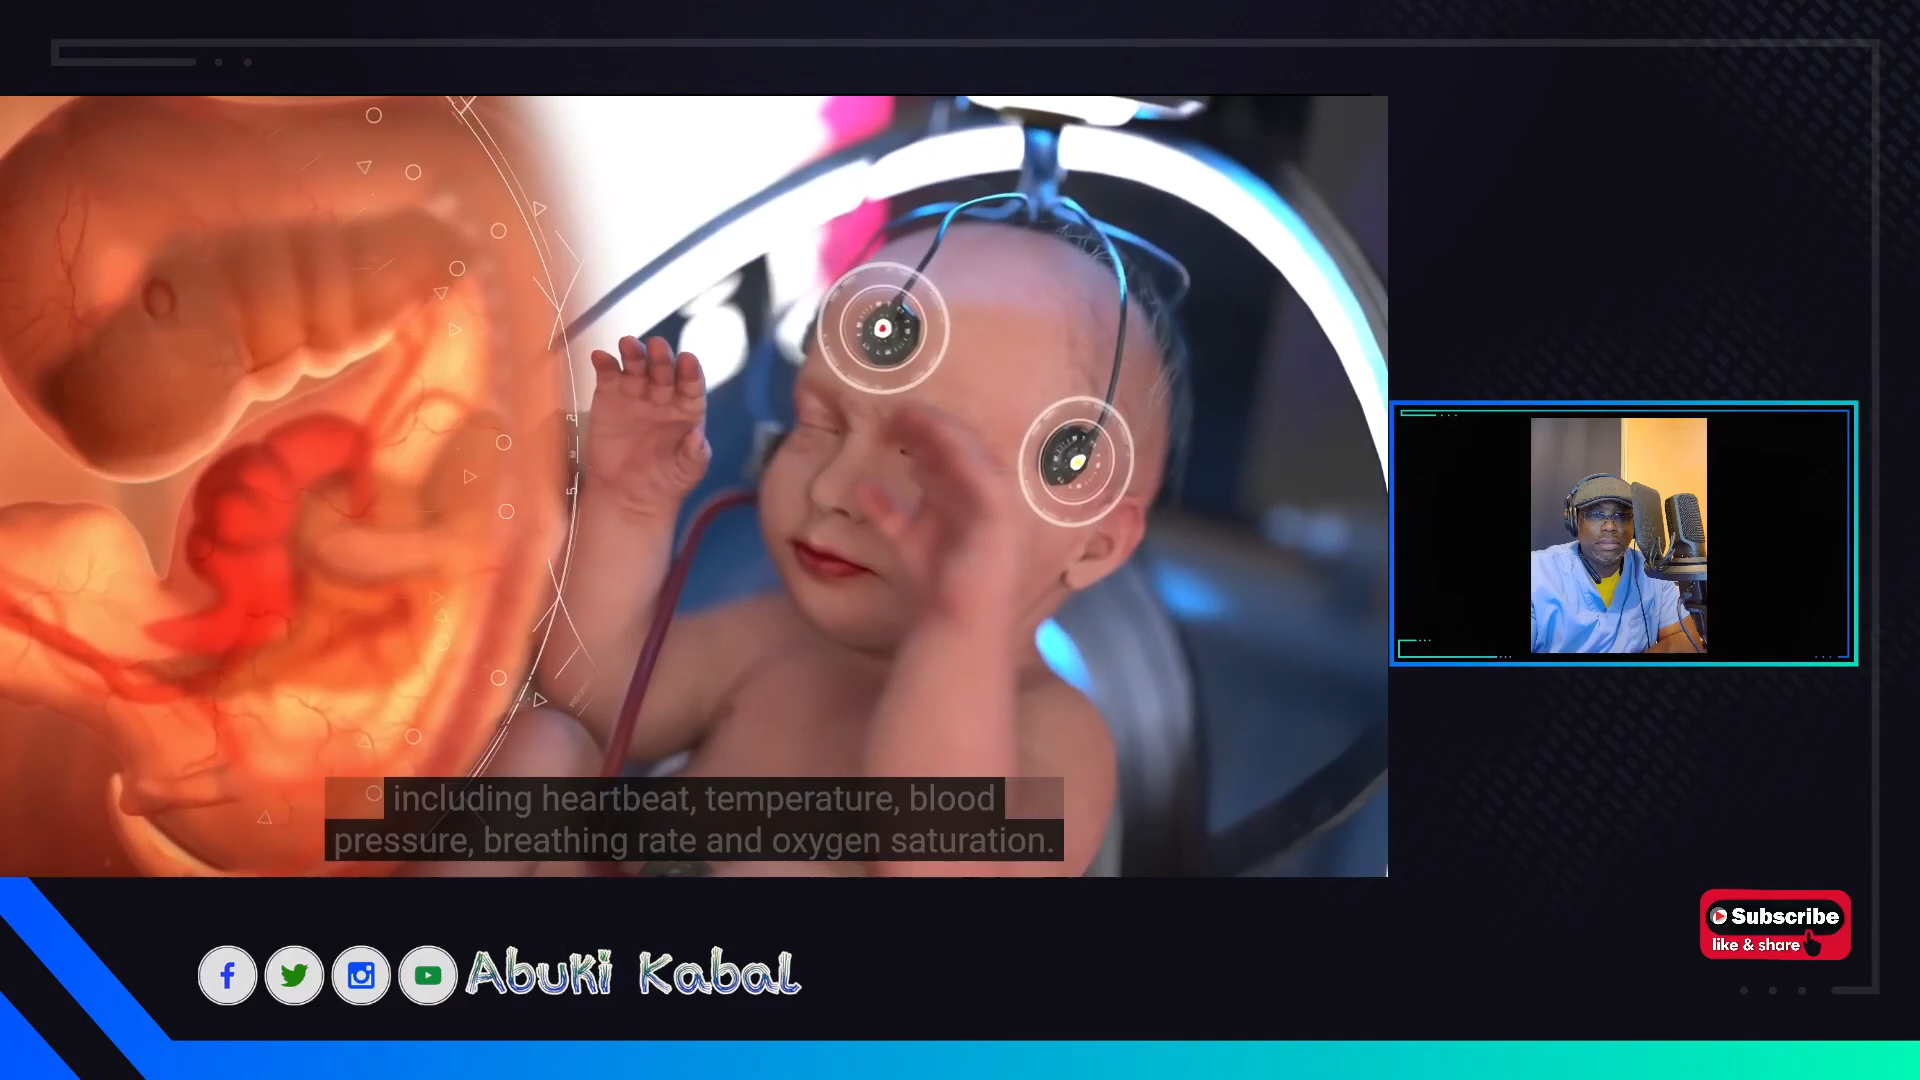 including heartbeat, temperature, blood
pressure, breathing rate and oxygen saturation.
Subscribe
like & share
Abuki Kabal